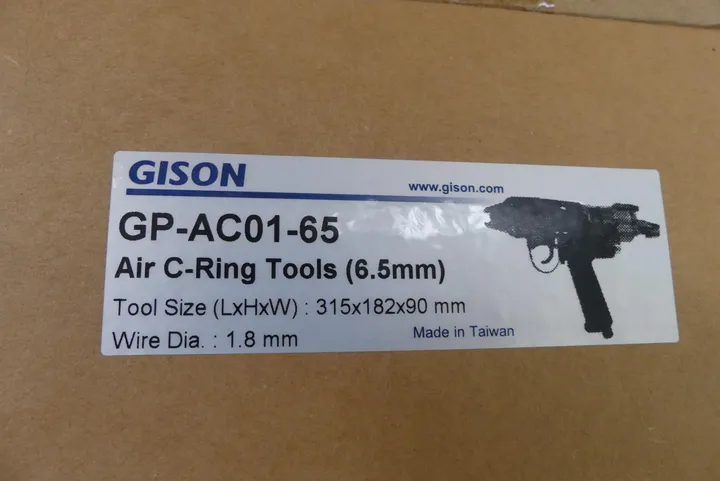 GISON
www.gison.com
GP-AC01-65
Air C-Ring Tools (6.5mm)
Tool Size (LxHxW) : 315x182x90 mm
Wire Dia. : 1.8 mm
Made in Taiwan